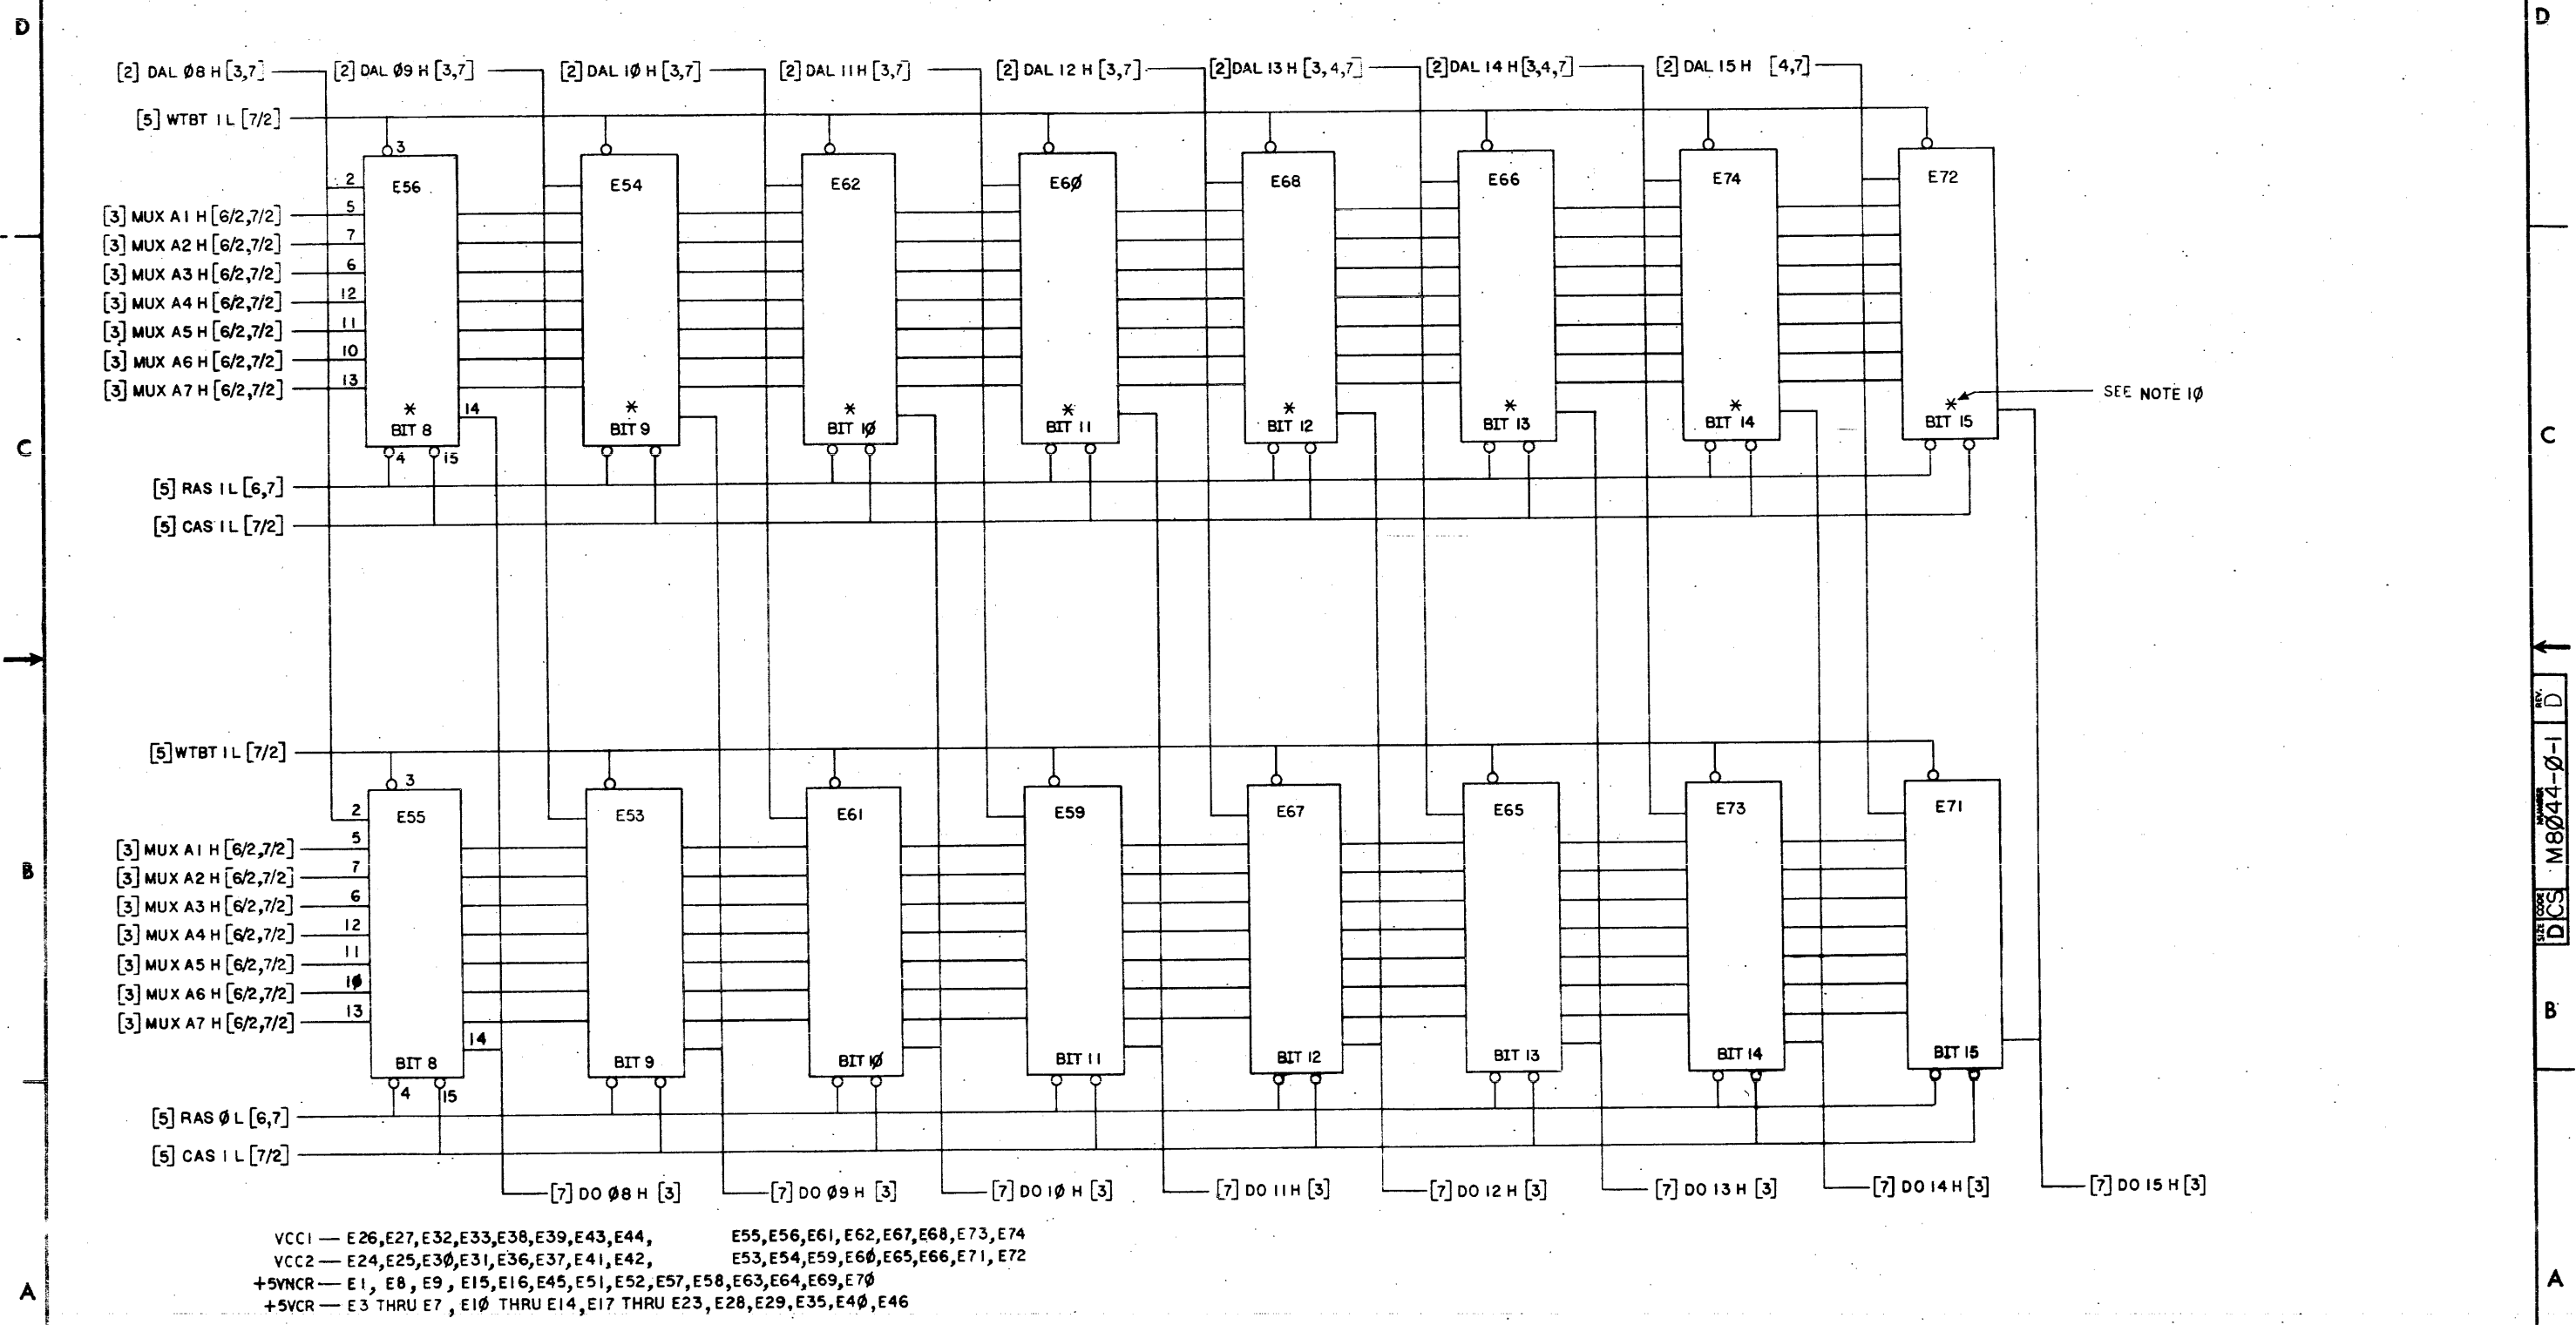 D
D
[2] DAL Ø8 H [3,7]
[2] DAL Ø9 H [3,7]
[2] DAL 1Ø H [3,7]
[2] DAL 11 H [3,7]
[2] DAL 12 H [3,7]
[2] DAL 13 H [3,4,7]
[2] DAL 14 H [3,4,7]
[2] DAL 15 H [4,7]
[5] WTBT 1 L [7/2]
3
2
E56
E54
E62
E6Ø
E68
E66
E74
E72
[3] MUX A1 H [6/2,7/2]
5
[3] MUX A2 H [6/2,7/2]
7
[3] MUX A3 H [6/2,7/2]
6
[3] MUX A4 H [6/2,7/2]
12
[3] MUX A5 H [6/2,7/2]
11
[3] MUX A6 H [6/2,7/2]
10
[3] MUX A7 H [6/2,7/2]
13
* * * * * * * *
14
SEE NOTE 1Ø
BIT 8
BIT 9
BIT 1Ø
BIT 11
BIT 12
BIT 13
BIT 14
BIT 15
C
C
4
15
[5] RAS 1 L [6,7]
[5] CAS 1 L [7/2]
[5] WTBT 1 L [7/2]
3
2
E55
E53
E61
E59
E67
E65
E73
E71
[3] MUX A1 H [6/2,7/2]
5
[3] MUX A2 H [6/2,7/2]
7
[3] MUX A3 H [6/2,7/2]
6
[3] MUX A4 H [6/2,7/2]
12
[3] MUX A5 H [6/2,7/2]
11
[3] MUX A6 H [6/2,7/2]
1Ø
[3] MUX A7 H [6/2,7/2]
13
14
BIT 8
BIT 9
BIT 1Ø
BIT 11
BIT 12
BIT 13
BIT 14
BIT 15
B
B
4
15
[5] RAS Ø L [6,7]
[5] CAS 1 L [7/2]
[7] DO Ø8 H [3]
[7] DO Ø9 H [3]
[7] DO 1Ø H [3]
[7] DO 11 H [3]
[7] DO 12 H [3]
[7] DO 13 H [3]
[7] DO 14 H [3]
[7] DO 15 H [3]
VCC1 — E26,E27,E32,E33,E38,E39,E43,E44, E55,E56,E61,E62,E67,E68,E73,E74
VCC2 — E24,E25,E3Ø,E31,E36,E37,E41,E42, E53,E54,E59,E6Ø,E65,E66,E71,E72
+5VNCR — E1, E8, E9, E15,E16,E45,E51,E52,E57,E58,E63,E64,E69,E7Ø
+5VCR — E3 THRU E7, E1Ø THRU E14,E17 THRU E23,E28,E29,E35,E4Ø,E46
A
A
SIZE CODE NUMBER REV.
D CS M8Ø44-Ø-1 D